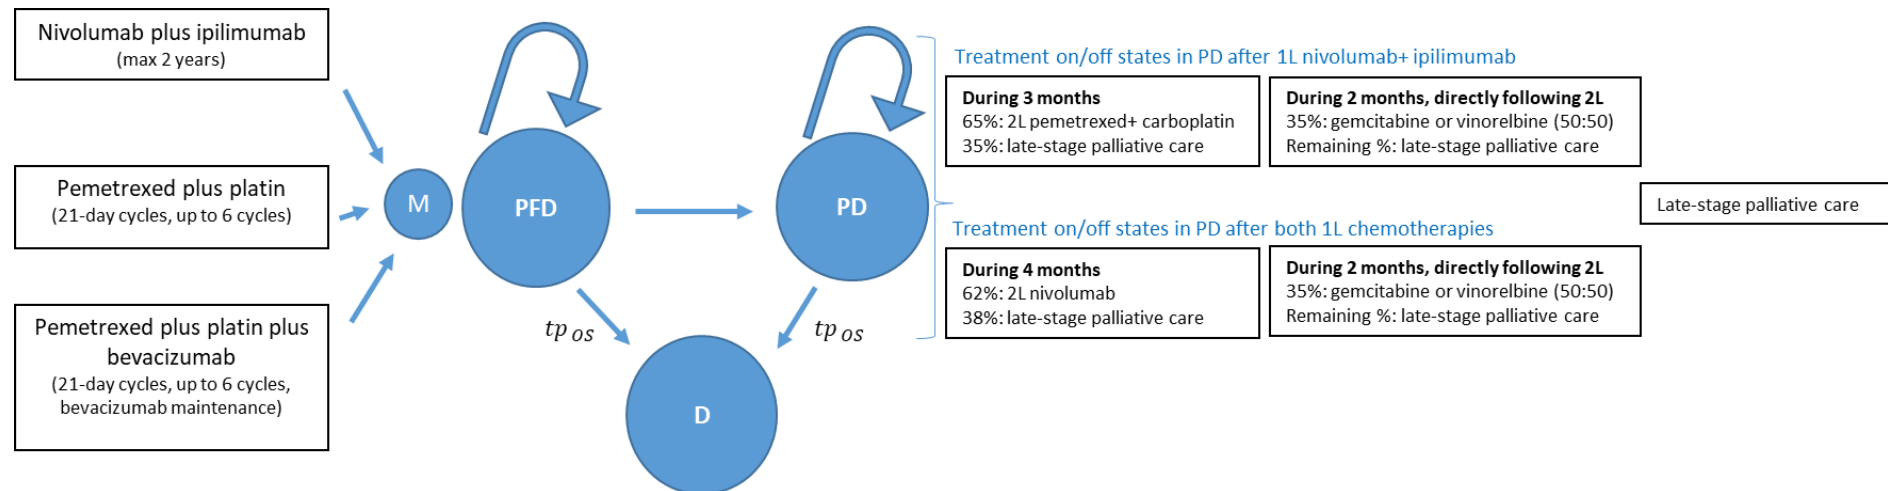 Nivolumab plus ipilimumab
(max 2 years)
Pemetrexed plus platin
(21-day cycles, up to 6 cycles)
Pemetrexed plus platin plus
bevacizumab
(21-day cycles, up to 6 cycles,
bevacizumab maintenance)
M
PFD
PD
D
tp OS
tp OS
Treatment on/off states in PD after 1L nivolumab+ ipilimumab
During 3 months
65%: 2L pemetrexed+ carboplatin
35%: late-stage palliative care
During 2 months, directly following 2L
35%: gemcitabine or vinorelbine (50:50)
Remaining %: late-stage palliative care
Late-stage palliative care
Treatment on/off states in PD after both 1L chemotherapies
During 4 months
62%: 2L nivolumab
38%: late-stage palliative care
During 2 months, directly following 2L
35%: gemcitabine or vinorelbine (50:50)
Remaining %: late-stage palliative care